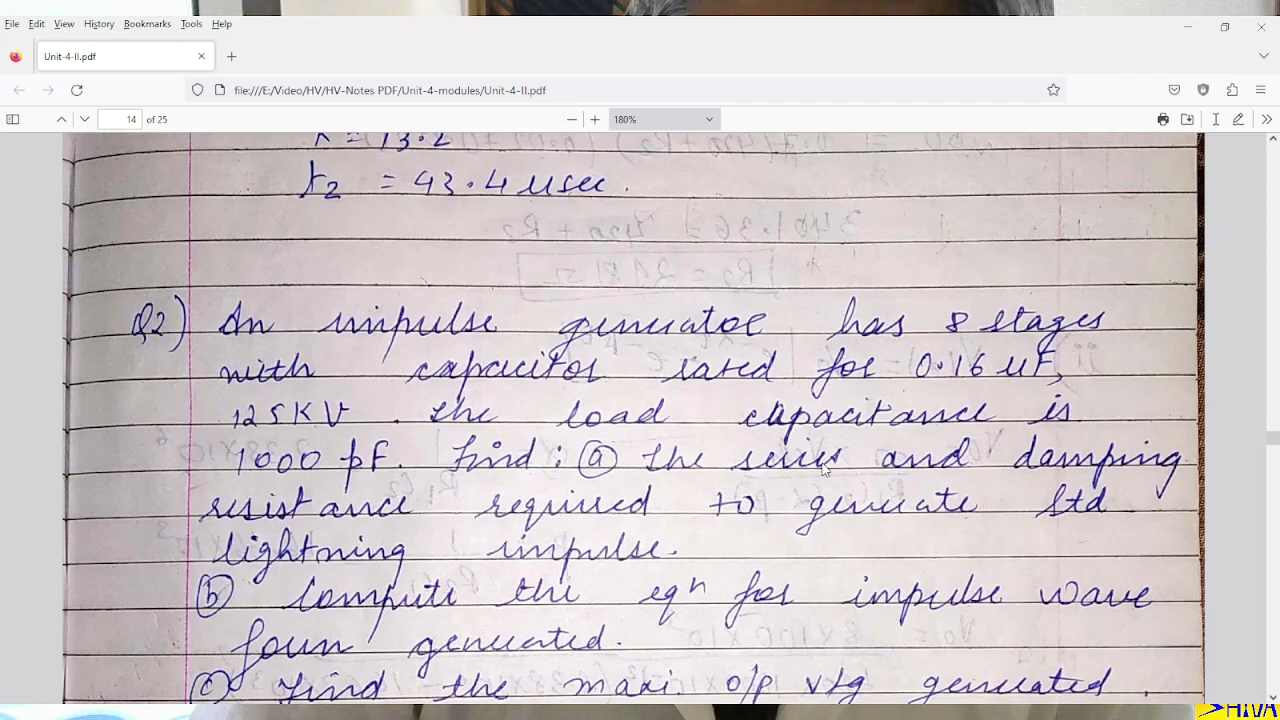 File Edit View History Bookmarks Tools Help
Unit-4-II.pdf
file:///E:/Video/HV/HV-Notes PDF/Unit-4-modules/Unit-4-II.pdf
14 of 25
180%
t₂ = 43.4 usec.
Q2) An impulse generator has 8 stages
with capacitor rated for 0.16 uF,
125KV. The load capacitance is
1000 pF. Find: (a) the series and damping
resistance required to generate std
lightning impulse.
(b) Compute the eqⁿ for impulse wave
form generated.
(c) Find the maxi. o/p vtg generated.
SHIVA